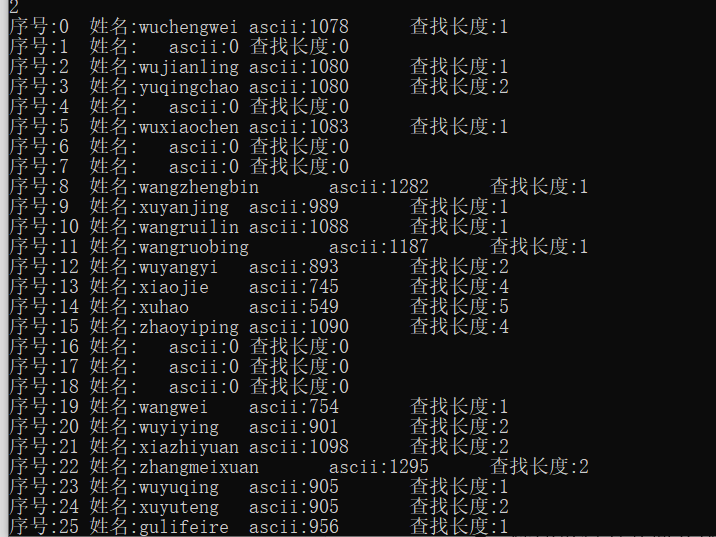 2
序号:0 姓名:wuchengwei ascii:1078 查找长度:1
序号:1 姓名: ascii:0 查找长度:0
序号:2 姓名:wujianling ascii:1080 查找长度:1
序号:3 姓名:yuqingchao ascii:1080 查找长度:2
序号:4 姓名: ascii:0 查找长度:0
序号:5 姓名:wuxiaochen ascii:1083 查找长度:1
序号:6 姓名: ascii:0 查找长度:0
序号:7 姓名: ascii:0 查找长度:0
序号:8 姓名:wangzhengbin ascii:1282 查找长度:1
序号:9 姓名:xuyanjing ascii:989 查找长度:1
序号:10 姓名:wangruilin ascii:1088 查找长度:1
序号:11 姓名:wangruobing ascii:1187 查找长度:1
序号:12 姓名:wuyangyi ascii:893 查找长度:2
序号:13 姓名:xiaojie ascii:745 查找长度:4
序号:14 姓名:xuhao ascii:549 查找长度:5
序号:15 姓名:zhaoyiping ascii:1090 查找长度:4
序号:16 姓名: ascii:0 查找长度:0
序号:17 姓名: ascii:0 查找长度:0
序号:18 姓名: ascii:0 查找长度:0
序号:19 姓名:wangwei ascii:754 查找长度:1
序号:20 姓名:wuyiying ascii:901 查找长度:2
序号:21 姓名:xiazhiyuan ascii:1098 查找长度:2
序号:22 姓名:zhangmeixuan ascii:1295 查找长度:2
序号:23 姓名:wuyuqing ascii:905 查找长度:1
序号:24 姓名:xuyuteng ascii:905 查找长度:2
序号:25 姓名:gulifeire ascii:956 查找长度:1